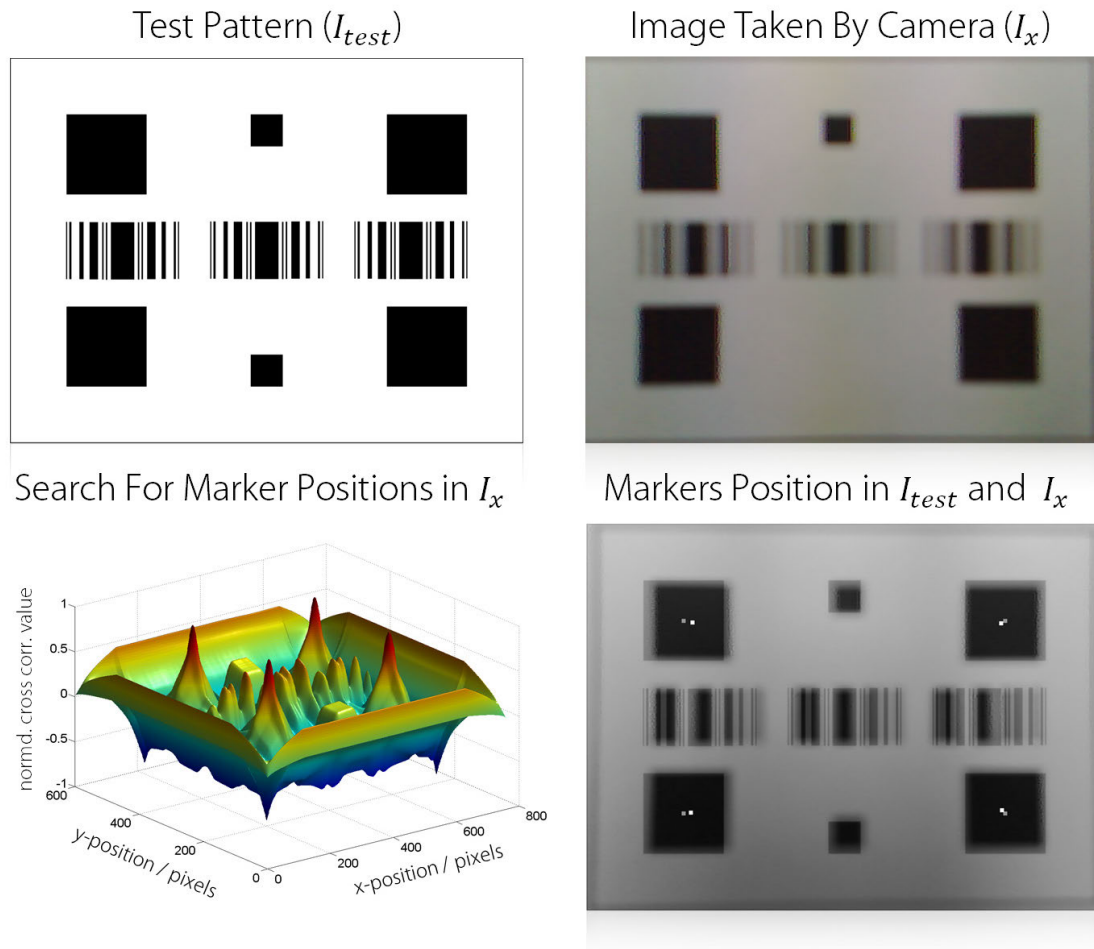 Test Pattern (I_test)
Image Taken By Camera (I_x)
Search For Marker Positions in I_x
Markers Position in I_test and I_x
normd. cross corr. value
1
0.5
0
-0.5
-1
600
400
200
0
y-position / pixels
0
200
400
600
800
x-position / pixels